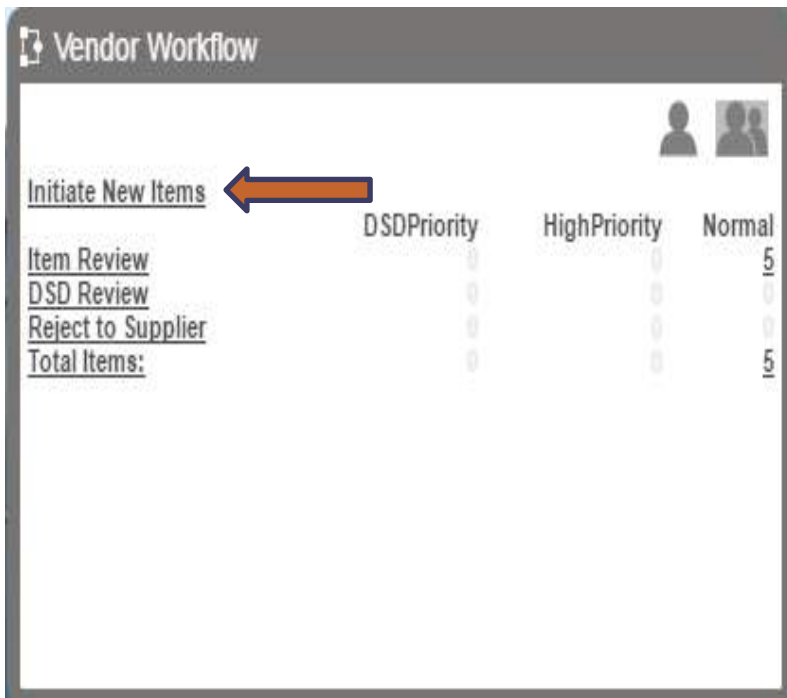 Vendor Workflow
Initiate New Items
DSDPriority HighPriority Normal
Item Review 0 0 5
DSD Review 0 0 0
Reject to Supplier 0 0 0
Total Items: 0 0 5